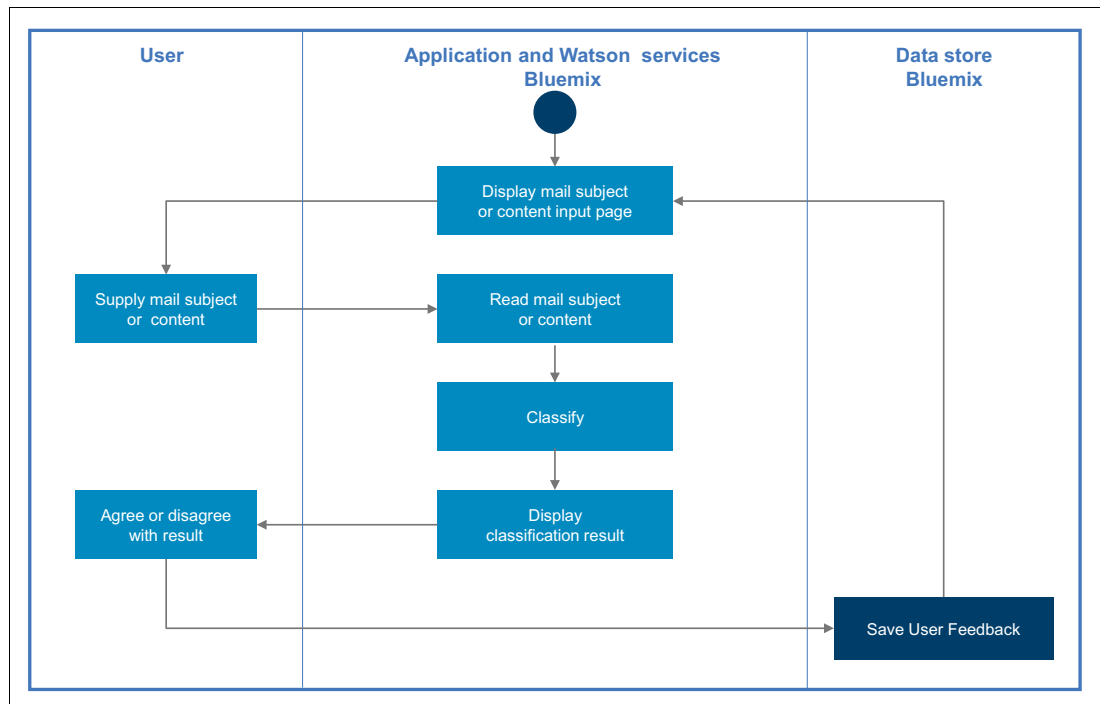 User
Application and Watson services
Bluemix
Data store
Bluemix
Display mail subject
or content input page
Supply mail subject
or content
Read mail subject
or content
Classify
Agree or disagree
with result
Display
classification result
Save User Feedback